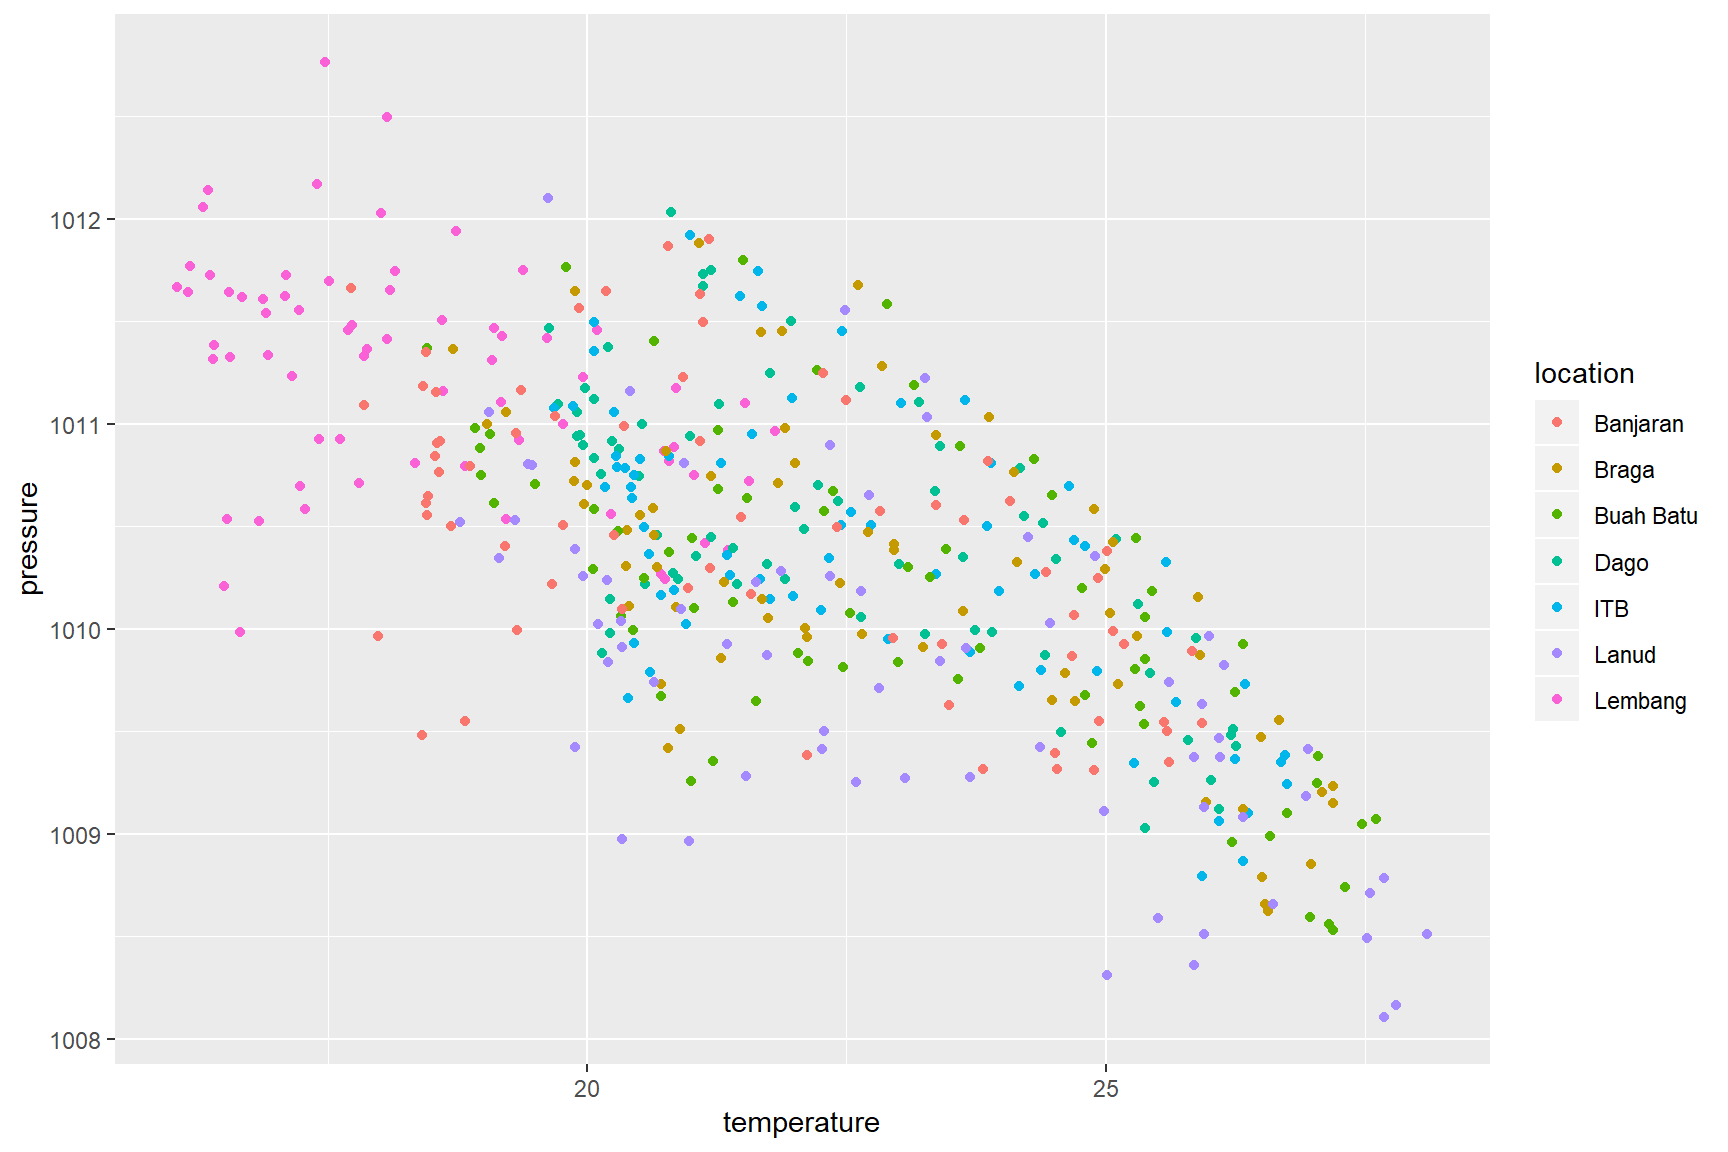 pressure
1012
1011
1010
1009
1008
20
25
temperature
location
Banjaran
Braga
Buah Batu
Dago
ITB
Lanud
Lembang